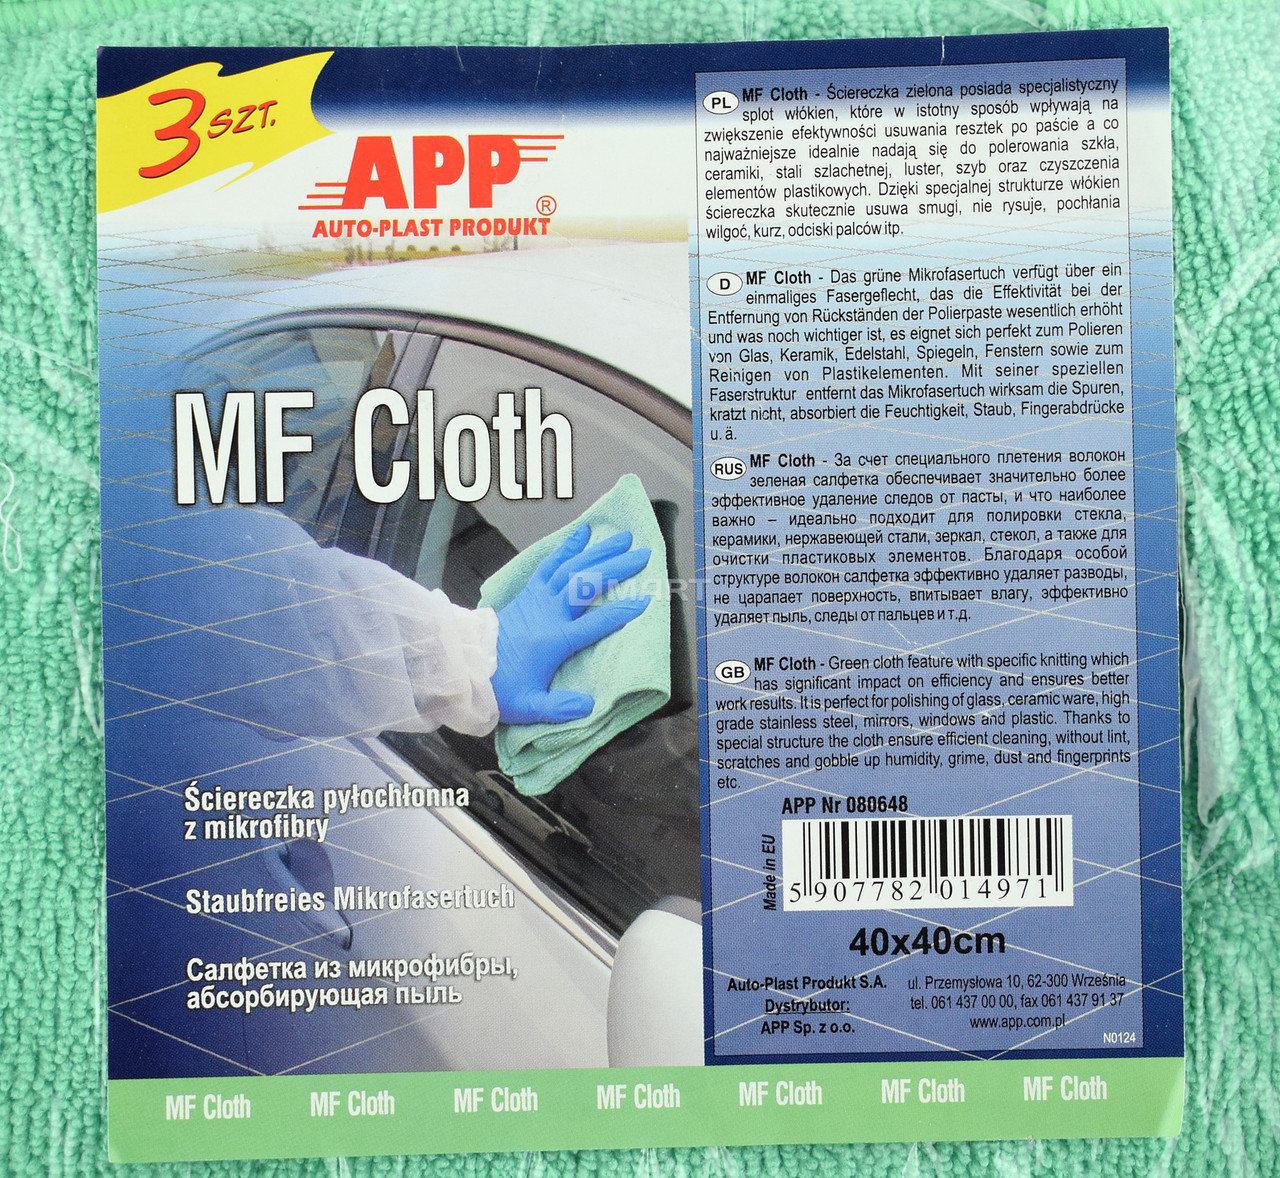 3 SZT.
APP®
AUTO-PLAST PRODUKT
MF Cloth
bMART
Ściereczka pyłochłonna
z mikrofibry
Staubfreies Mikrofasertuch
Салфетка из микрофибры,
абсорбирующая пыль
PL MF Cloth - Ściereczka zielona posiada specjalistyczny
splot włókien, które w istotny sposób wpływają na
zwiększenie efektywności usuwania resztek po paście a co
najważniejsze idealnie nadają się do polerowania szkła,
ceramiki, stali szlachetnej, luster, szyb oraz czyszczenia
elementów plastikowych. Dzięki specjalnej strukturze włókien
ściereczka skutecznie usuwa smugi, nie rysuje, pochłania
wilgoć, kurz, odciski palców itp.
D MF Cloth - Das grüne Mikrofasertuch verfügt über ein
einmaliges Fasergeflecht, das die Effektivität bei der
Entfernung von Rückständen der Polierpaste wesentlich erhöht
und was noch wichtiger ist, es eignet sich perfekt zum Polieren
von Glas, Keramik, Edelstahl, Spiegeln, Fenstern sowie zum
Reinigen von Plastikelementen. Mit seiner speziellen
Faserstruktur entfernt das Mikrofasertuch wirksam die Spuren,
kratzt nicht, absorbiert die Feuchtigkeit, Staub, Fingerabdrücke
u. ä.
RUS MF Cloth - За счет специального плетения волокон
зеленая салфетка обеспечивает значительно более
эффективное удаление следов от пасты, и что наиболее
важно – идеально подходит для полировки стекла,
керамики, нержавеющей стали, зеркал, стекол, а также для
очистки пластиковых элементов. Благодаря особой
структуре волокон салфетка эффективно удаляет разводы,
не царапает поверхность, впитывает влагу, эффективно
удаляет пыль, следы от пальцев и т.д.
GB MF Cloth - Green cloth feature with specific knitting which
has significant impact on efficiency and ensures better
work results. It is perfect for polishing of glass, ceramic ware, high
grade stainless steel, mirrors, windows and plastic. Thanks to
special structure the cloth ensure efficient cleaning, without lint,
scratches and gobble up humidity, grime, dust and fingerprints
etc.
APP Nr 080648
Made in EU
5 907782 014971
40x40cm
Auto-Plast Produkt S.A.
Dystrybutor:
APP Sp. z o.o.
ul. Przemysłowa 10, 62-300 Września
tel. 061 437 00 00, fax 061 437 91 37
www.app.com.pl
N0124
MF Cloth MF Cloth MF Cloth MF Cloth MF Cloth MF Cloth MF Cloth